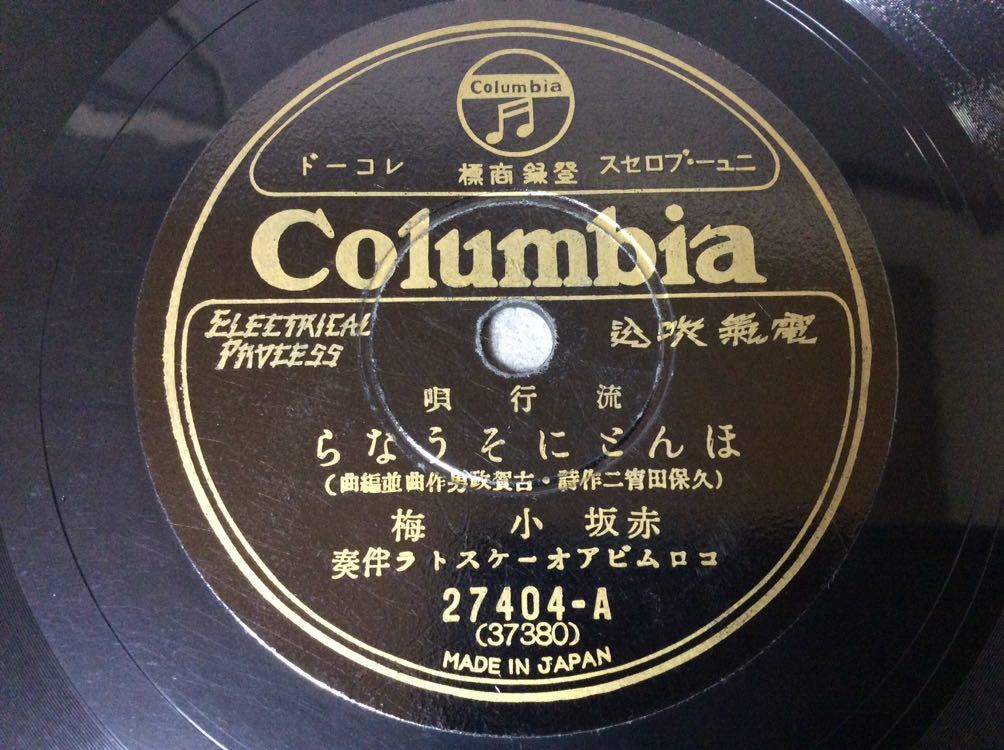 Columbia
ニユー・プロセス 登録商標 レコード
Columbia
ELECTRICAL PROCESS
電氣吹込
流行唄
ほんとにそうなら
(久保田宵二作詩・古賀政男作曲並編曲)
赤坂小梅
コロムビアオーケストラ伴奏
27404-A
(37380)
MADE IN JAPAN